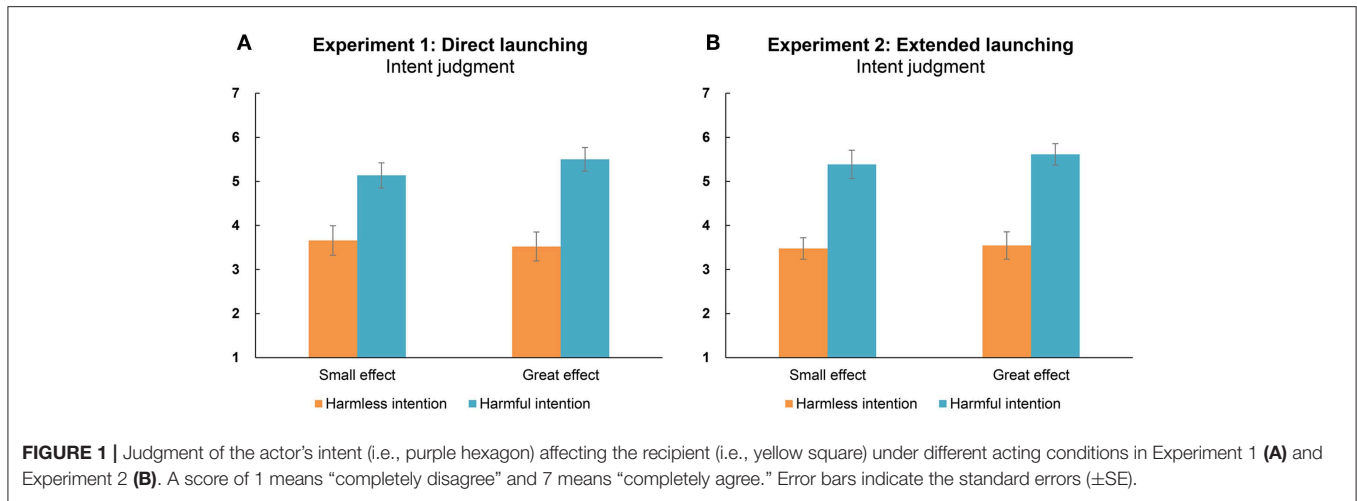 A
Experiment 1: Direct launching
Intent judgment
7
6
5
4
3
2
1
Small effect
Great effect
Harmless intention
Harmful intention
B
Experiment 2: Extended launching
Intent judgment
7
6
5
4
3
2
1
Small effect
Great effect
Harmless intention
Harmful intention
FIGURE 1 | Judgment of the actor's intent (i.e., purple hexagon) affecting the recipient (i.e., yellow square) under different acting conditions in Experiment 1 (A) and
Experiment 2 (B). A score of 1 means “completely disagree” and 7 means “completely agree.” Error bars indicate the standard errors (±SE).